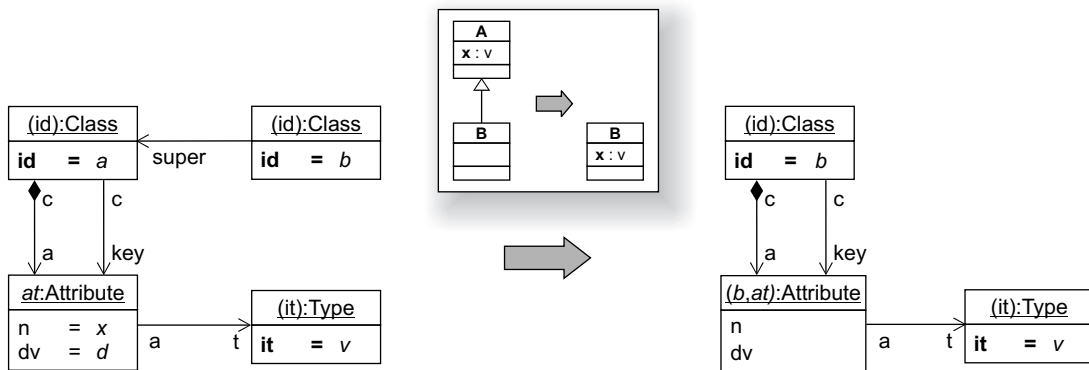 (id):Class
id = a
(id):Class
id = b
super
c
c
a
key
at:Attribute
n = x
dv = d
a
t
(it):Type
it = v
A
x : v
B
B
x : v
(id):Class
id = b
c
c
a
key
(b,at):Attribute
n
dv
a
t
(it):Type
it = v